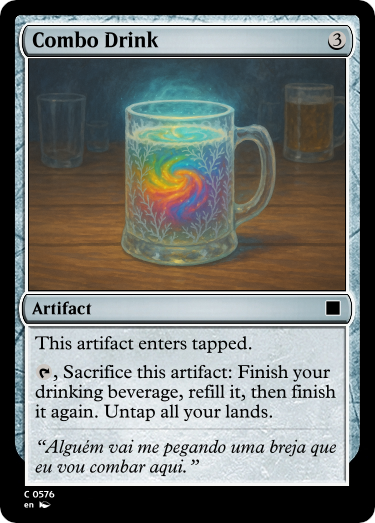 Combo Drink 3
Artifact
This artifact enters tapped.
, Sacrifice this artifact: Finish your
drinking beverage, refill it, then finish
it again. Untap all your lands.
“Alguém vai me pegando uma breja que
eu vou combar aqui.”
C 0576
en